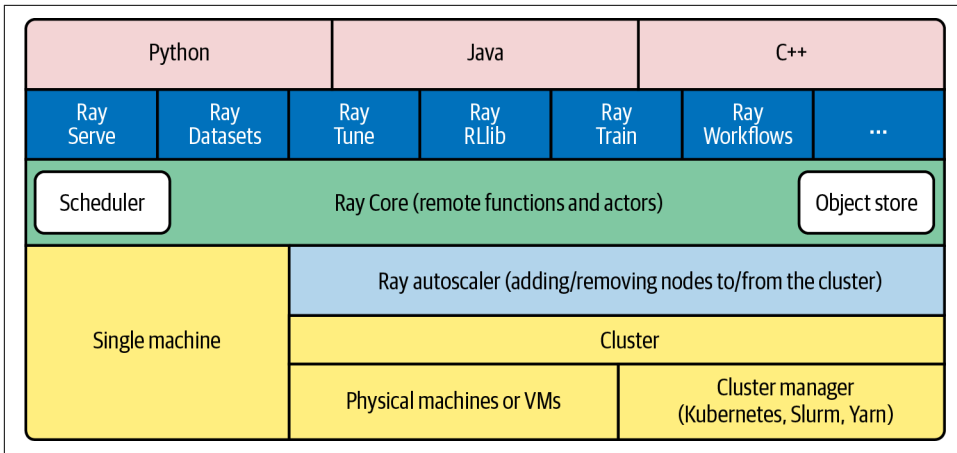 Python
Java
C++
Ray
Serve
Ray
Datasets
Ray
Tune
Ray
RLlib
Ray
Train
Ray
Workflows
...
Scheduler
Ray Core (remote functions and actors)
Object store
Single machine
Ray autoscaler (adding/removing nodes to/from the cluster)
Cluster
Physical machines or VMs
Cluster manager
(Kubernetes, Slurm, Yarn)